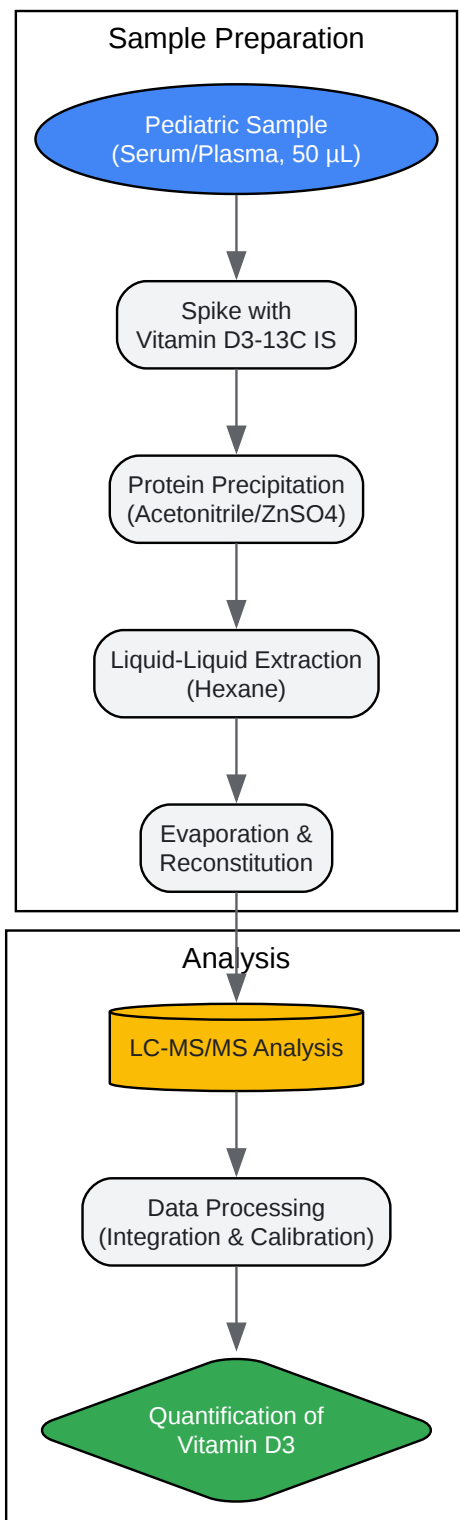 Sample Preparation
Pediatric Sample
(Serum/Plasma, 50 µL)
Spike with
Vitamin D3-13C IS
Protein Precipitation
(Acetonitrile/ZnSO4)
Liquid-Liquid Extraction
(Hexane)
Evaporation &
Reconstitution
Analysis
LC-MS/MS Analysis
Data Processing
(Integration & Calibration)
Quantification of
Vitamin D3